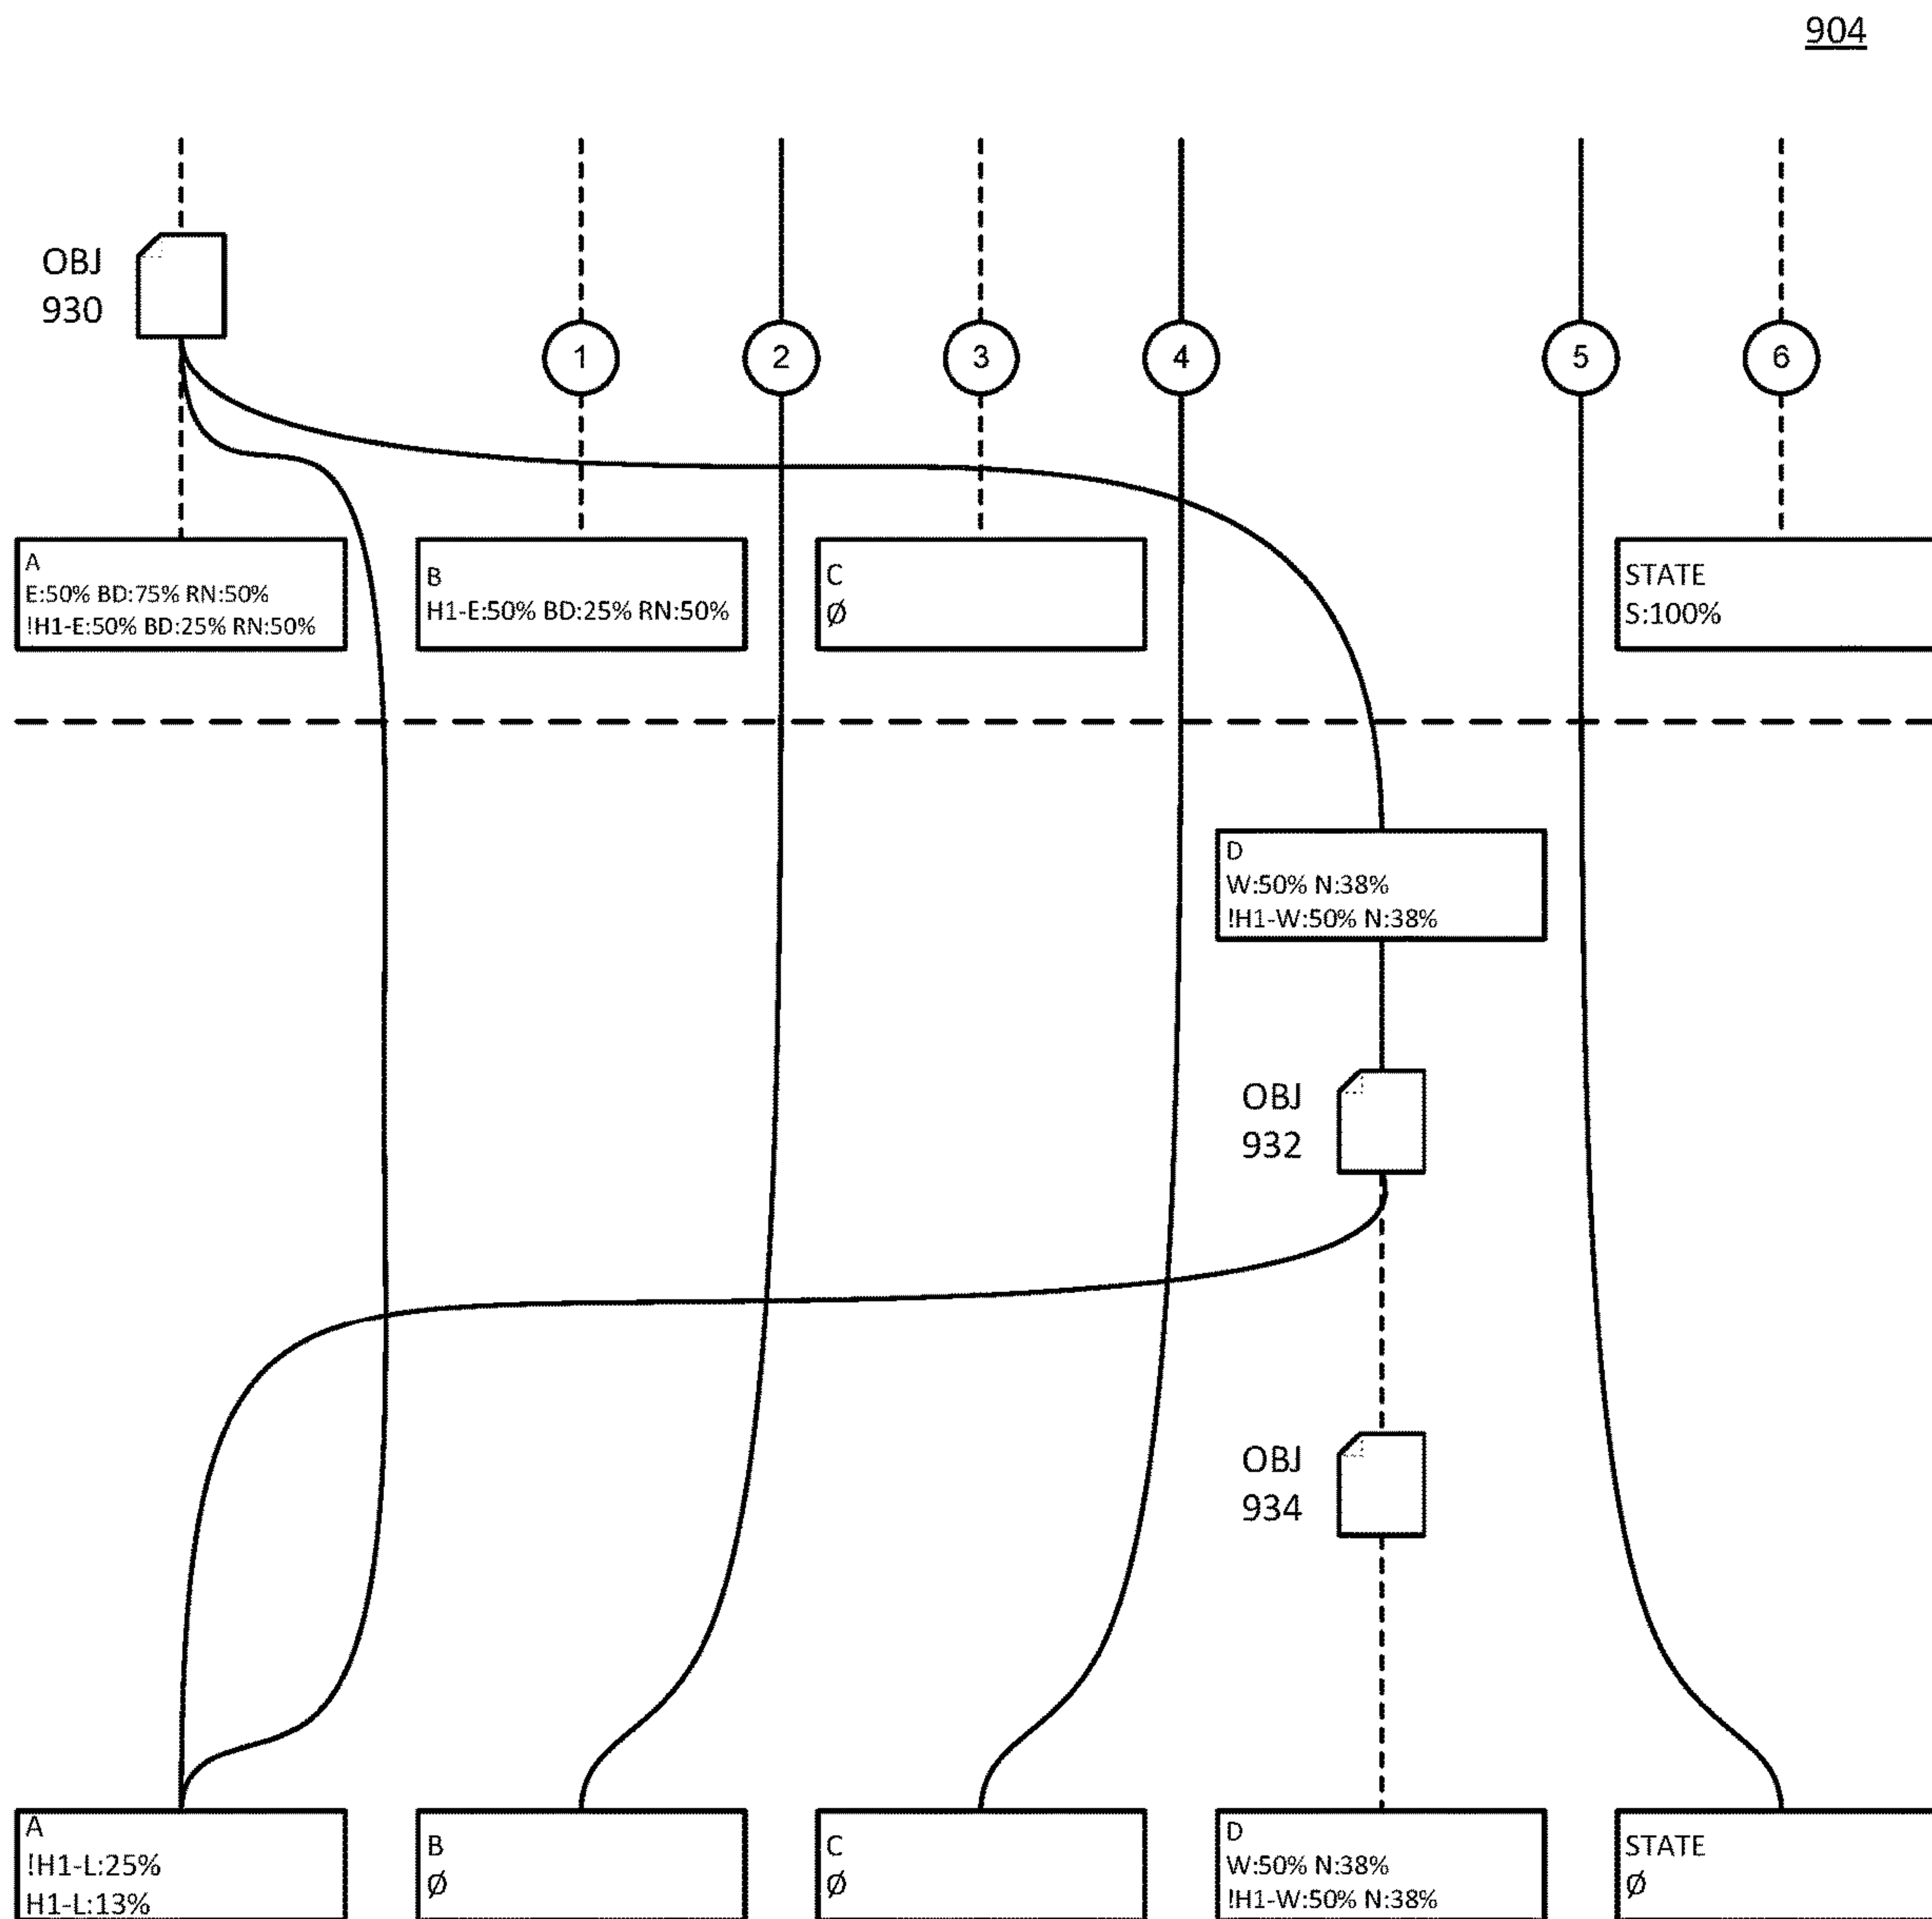 904
OBJ
930
1
2
3
4
5
6
A
E:50% BD:75% RN:50%
!H1-E:50% BD:25% RN:50%
B
H1-E:50% BD:25% RN:50%
C
Ø
STATE
S:100%
D
W:50% N:38%
!H1-W:50% N:38%
OBJ
932
OBJ
934
A
!H1-L:25%
H1-L:13%
B
Ø
C
Ø
D
W:50% N:38%
!H1-W:50% N:38%
STATE
Ø